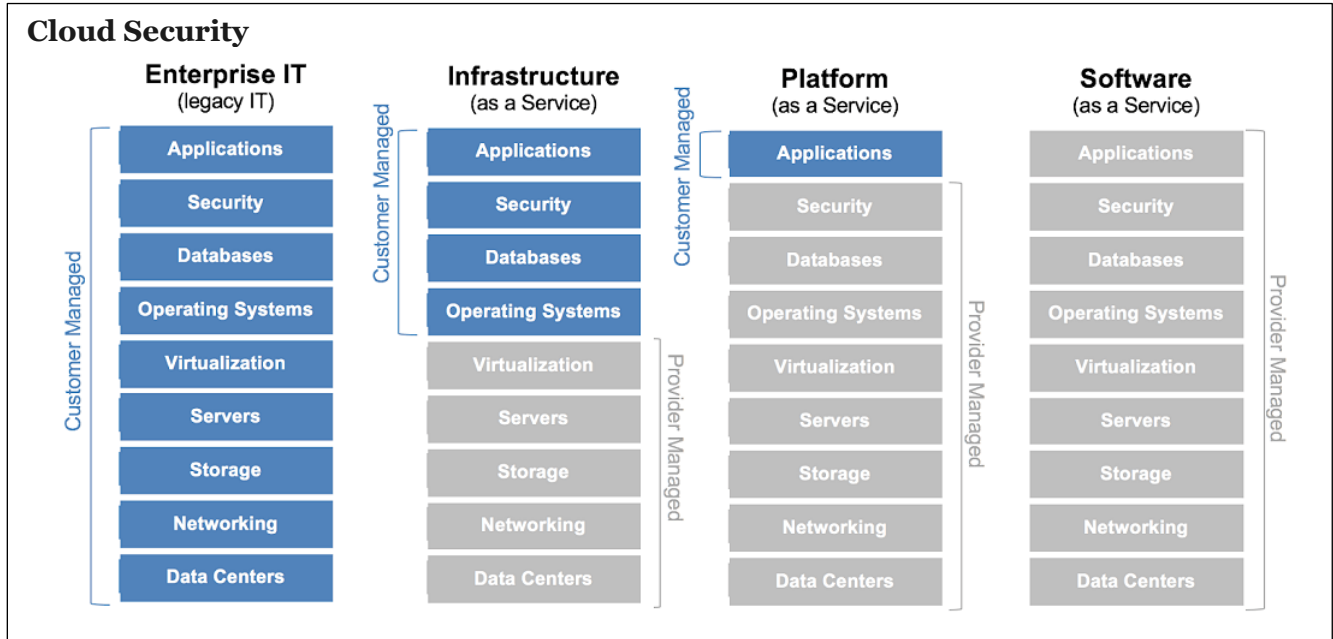 Cloud Security
Enterprise IT
(legacy IT)
Customer Managed
Applications
Security
Databases
Operating Systems
Virtualization
Servers
Storage
Networking
Data Centers
Infrastructure
(as a Service)
Customer Managed
Applications
Security
Databases
Operating Systems
Virtualization
Servers
Storage
Networking
Data Centers
Provider Managed
Platform
(as a Service)
Customer Managed
Applications
Security
Databases
Operating Systems
Virtualization
Servers
Storage
Networking
Data Centers
Provider Managed
Software
(as a Service)
Applications
Security
Databases
Operating Systems
Virtualization
Servers
Storage
Networking
Data Centers
Provider Managed